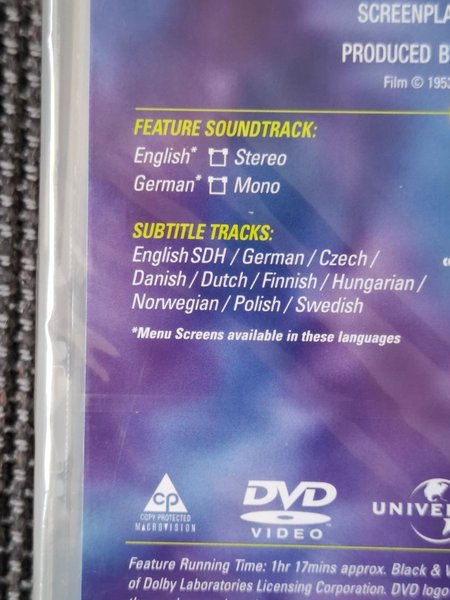 SCREENPLA
PRODUCED B
Film © 1953
FEATURE SOUNDTRACK:
English* Stereo
German* Mono
SUBTITLE TRACKS:
English SDH / German / Czech /
Danish / Dutch / Finnish / Hungarian /
Norwegian / Polish / Swedish
*Menu Screens available in these languages
CP
COPY PROTECTED
MACROVISION
DVD
VIDEO
UNIVERS
Feature Running Time: 1hr 17mins approx. Black & W
of Dolby Laboratories Licensing Corporation. DVD logo